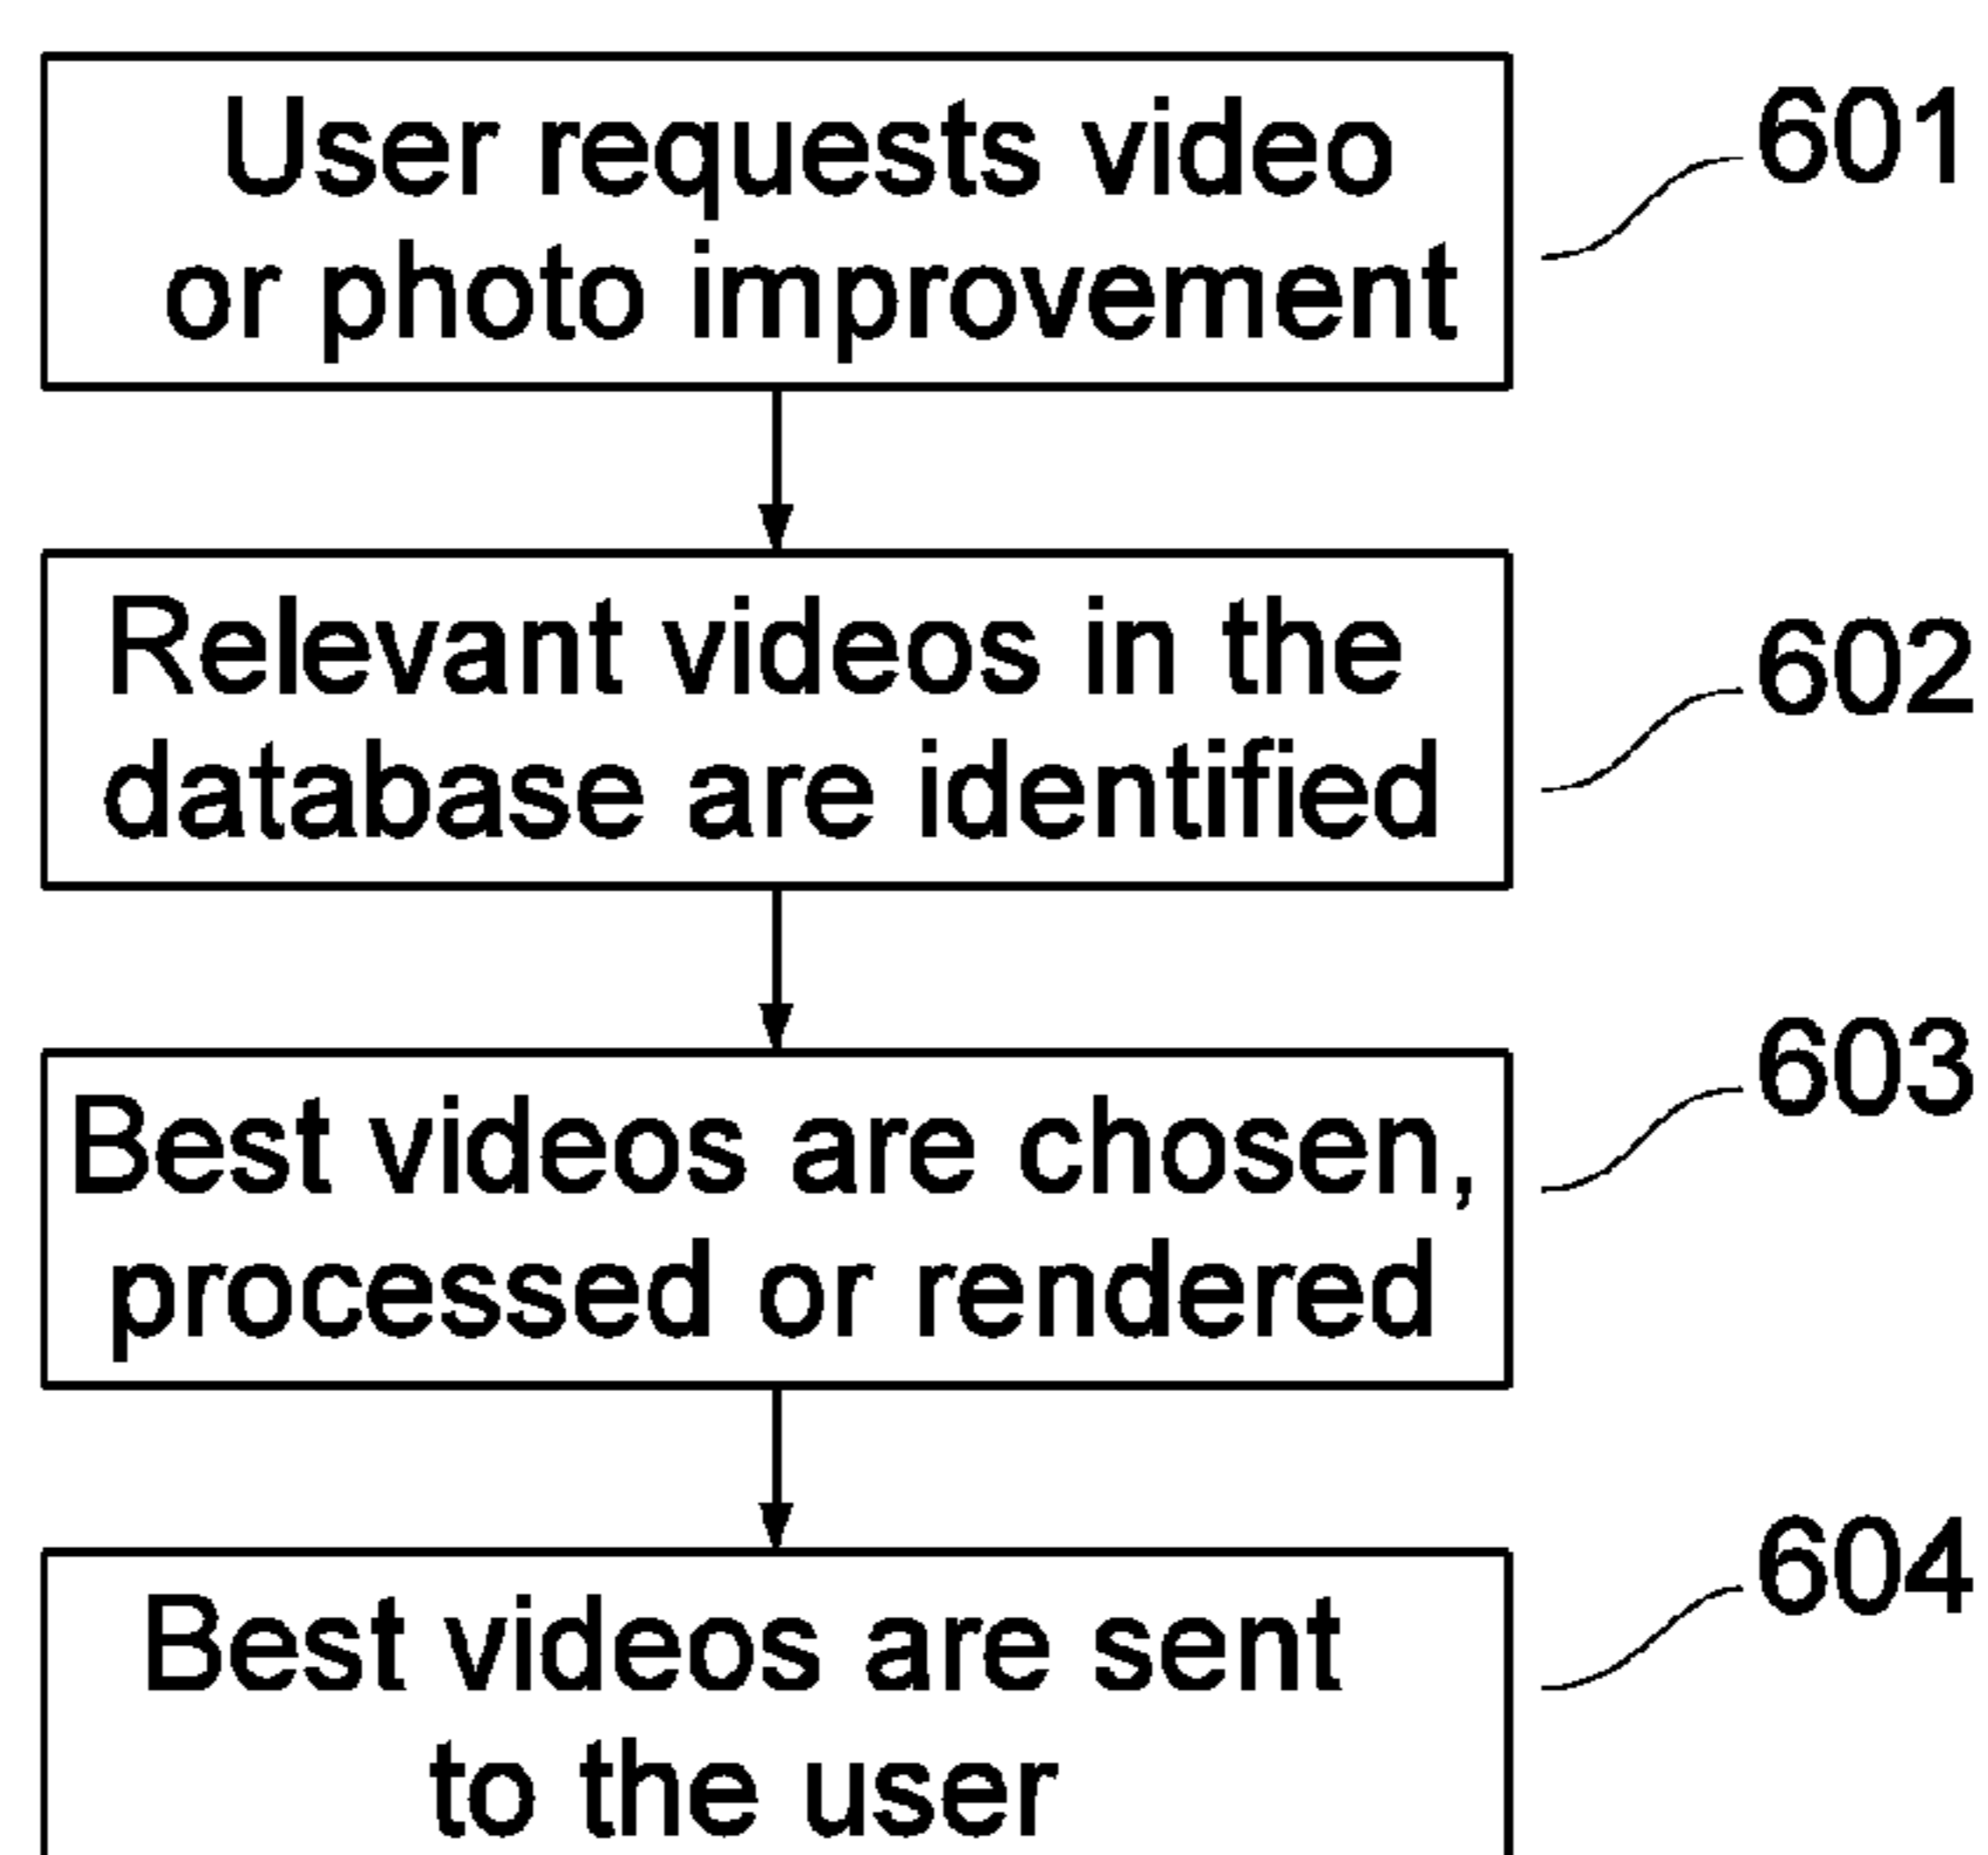 User requests video
or photo improvement
601
Relevant videos in the
database are identified
602
Best videos are chosen,
processed or rendered
603
Best videos are sent
to the user
604